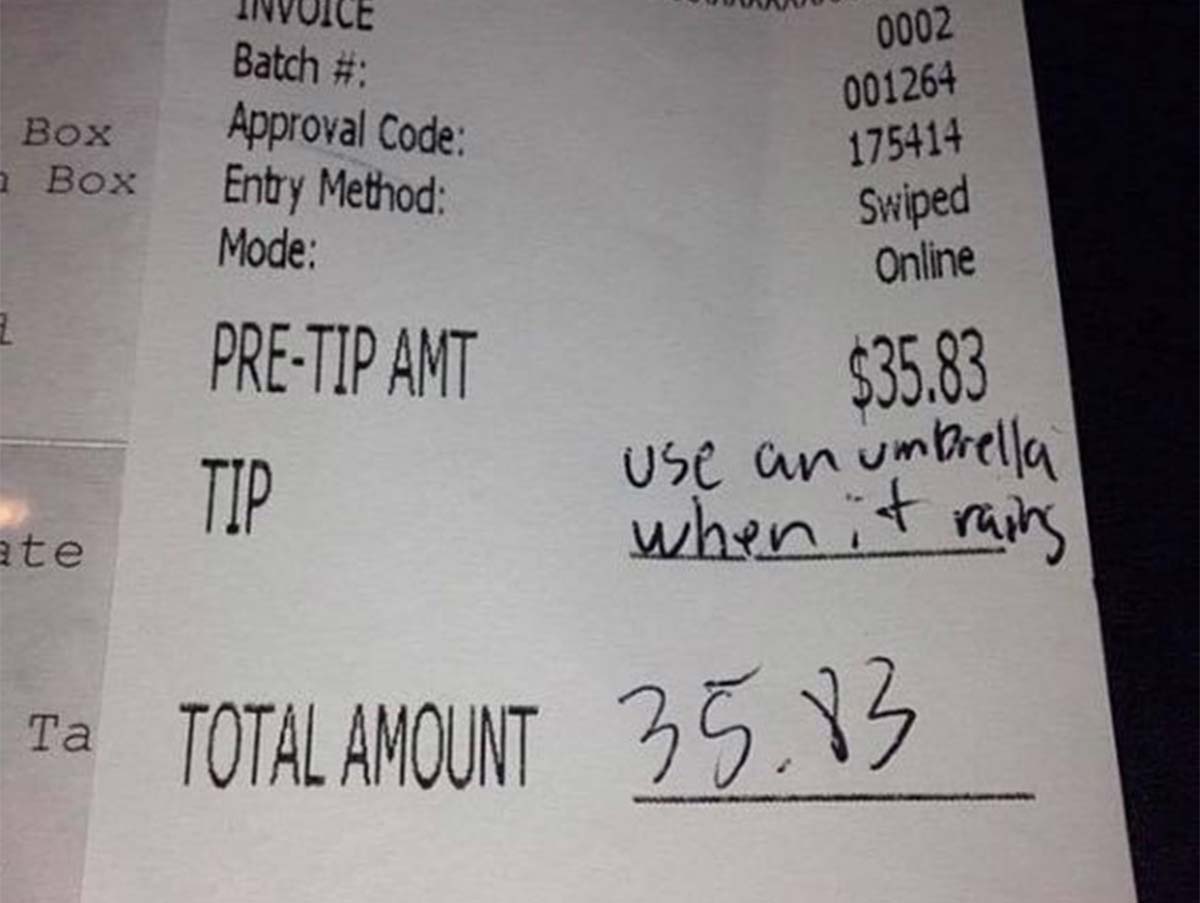 INVOICE 0002
Batch #: 001264
Approval Code: 175414
Entry Method: Swiped
Mode: Online
PRE-TIP AMT $35.83
TIP use an umbrella
when it rains
TOTAL AMOUNT 35.83
Box
Box
ate
Ta